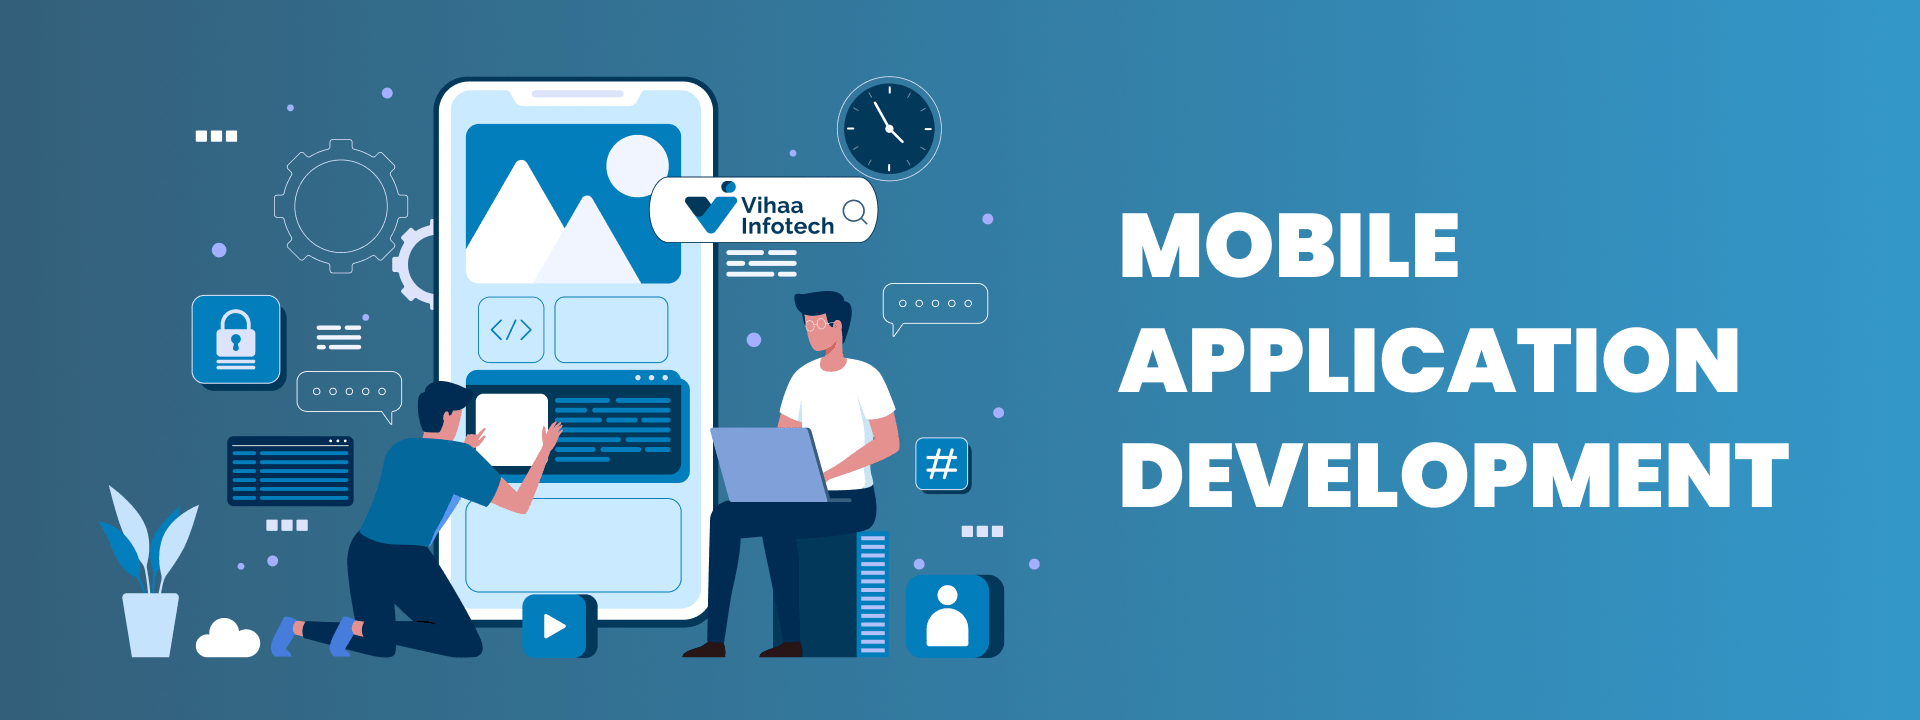 Vihaa
Infotech
</>
#
MOBILE
APPLICATION
DEVELOPMENT